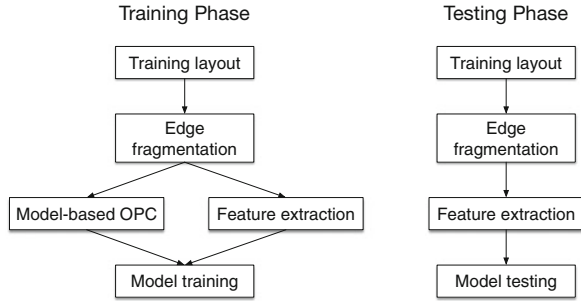 Training Phase
Training layout
Edge
fragmentation
Model-based OPC
Feature extraction
Model training
Testing Phase
Training layout
Edge
fragmentation
Feature extraction
Model testing